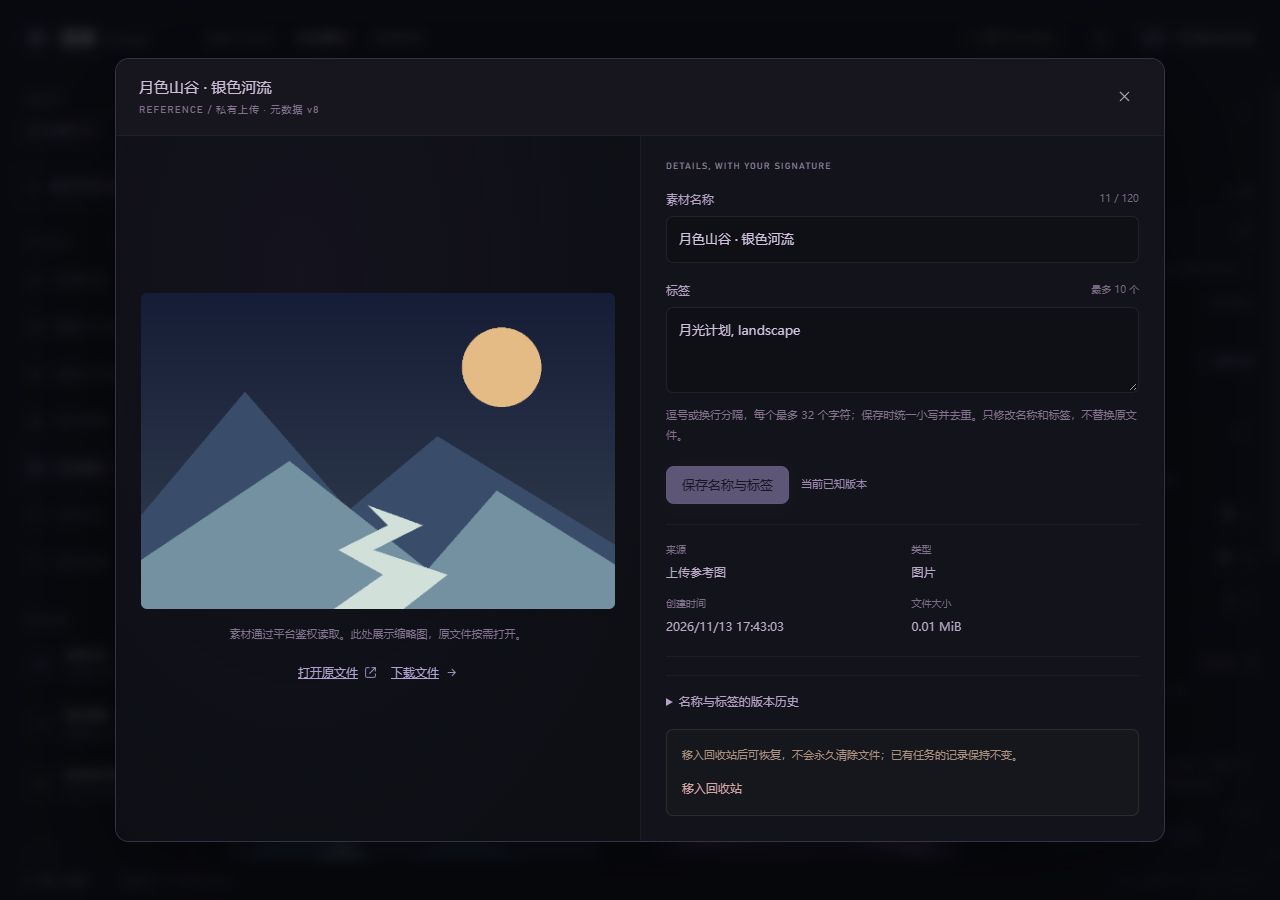 月色山谷 · 银色河流
REFERENCE / 私有上传 · 元数据 v8
DETAILS, WITH YOUR SIGNATURE
素材名称
11 / 120
月色山谷 · 银色河流
标签
最多 10 个
月光计划, landscape
逗号或换行分隔，每个最多 32 个字符；保存时统一小写并去重。只修改名称和标签，不替换原文
件。
保存名称与标签
当前已知版本
来源
类型
上传参考图
图片
创建时间
文件大小
2026/11/13 17:43:03
0.01 MiB
名称与标签的版本历史
移入回收站后可恢复，不会永久清除文件；已有任务的记录保持不变。
移入回收站
素材通过平台鉴权读取。此处展示缩略图，原文件按需打开。
打开原文件
下载文件